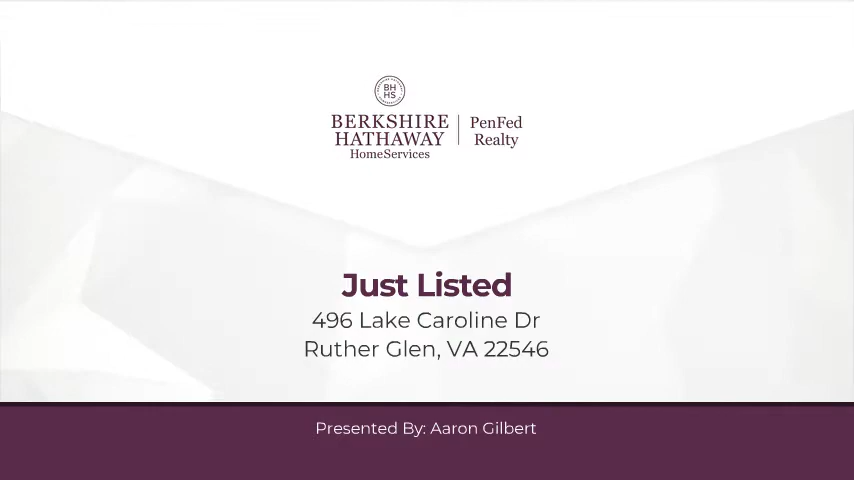 BH
HS
BERKSHIRE
HATHAWAY
HomeServices
PenFed
Realty
Just Listed
496 Lake Caroline Dr
Ruther Glen, VA 22546
Presented By: Aaron Gilbert